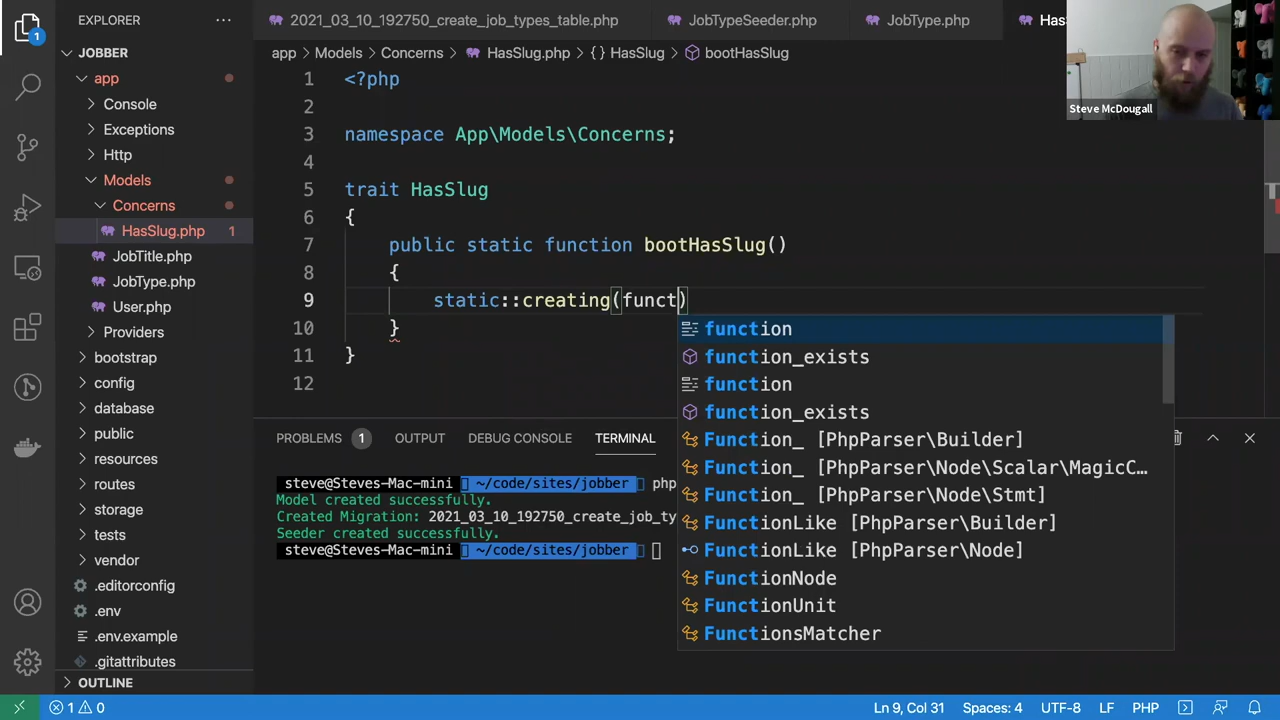 EXPLORER
JOBBER
app
Console
Exceptions
Http
Models
Concerns
HasSlug.php 1
JobTitle.php
JobType.php
User.php
Providers
bootstrap
config
database
public
resources
routes
storage
tests
vendor
.editorconfig
.env
.env.example
.gitattributes
OUTLINE
1
2021_03_10_192750_create_job_types_table.php JobTypeSeeder.php JobType.php
app > Models > Concerns > HasSlug.php > {} HasSlug > bootHasSlug
Steve McDougall
1 <?php
2
3 namespace App\Models\Concerns;
4
5 trait HasSlug
6 {
7 public static function bootHasSlug()
8 {
9 static::creating(funct)
10 }
11 }
12
function
function_exists
function
function_exists
Function_ [PhpParser\Builder]
Function_ [PhpParser\Node\Scalar\MagicC...
Function_ [PhpParser\Node\Stmt]
FunctionLike [PhpParser\Builder]
FunctionLike [PhpParser\Node]
FunctionNode
FunctionUnit
FunctionsMatcher
PROBLEMS 1 OUTPUT DEBUG CONSOLE TERMINAL
steve@Steves-Mac-mini ~/code/sites/jobber php
Model created successfully.
Created Migration: 2021_03_10_192750_create_job_ty
Seeder created successfully.
steve@Steves-Mac-mini ~/code/sites/jobber
1 0 Ln 9, Col 31 Spaces: 4 UTF-8 LF PHP